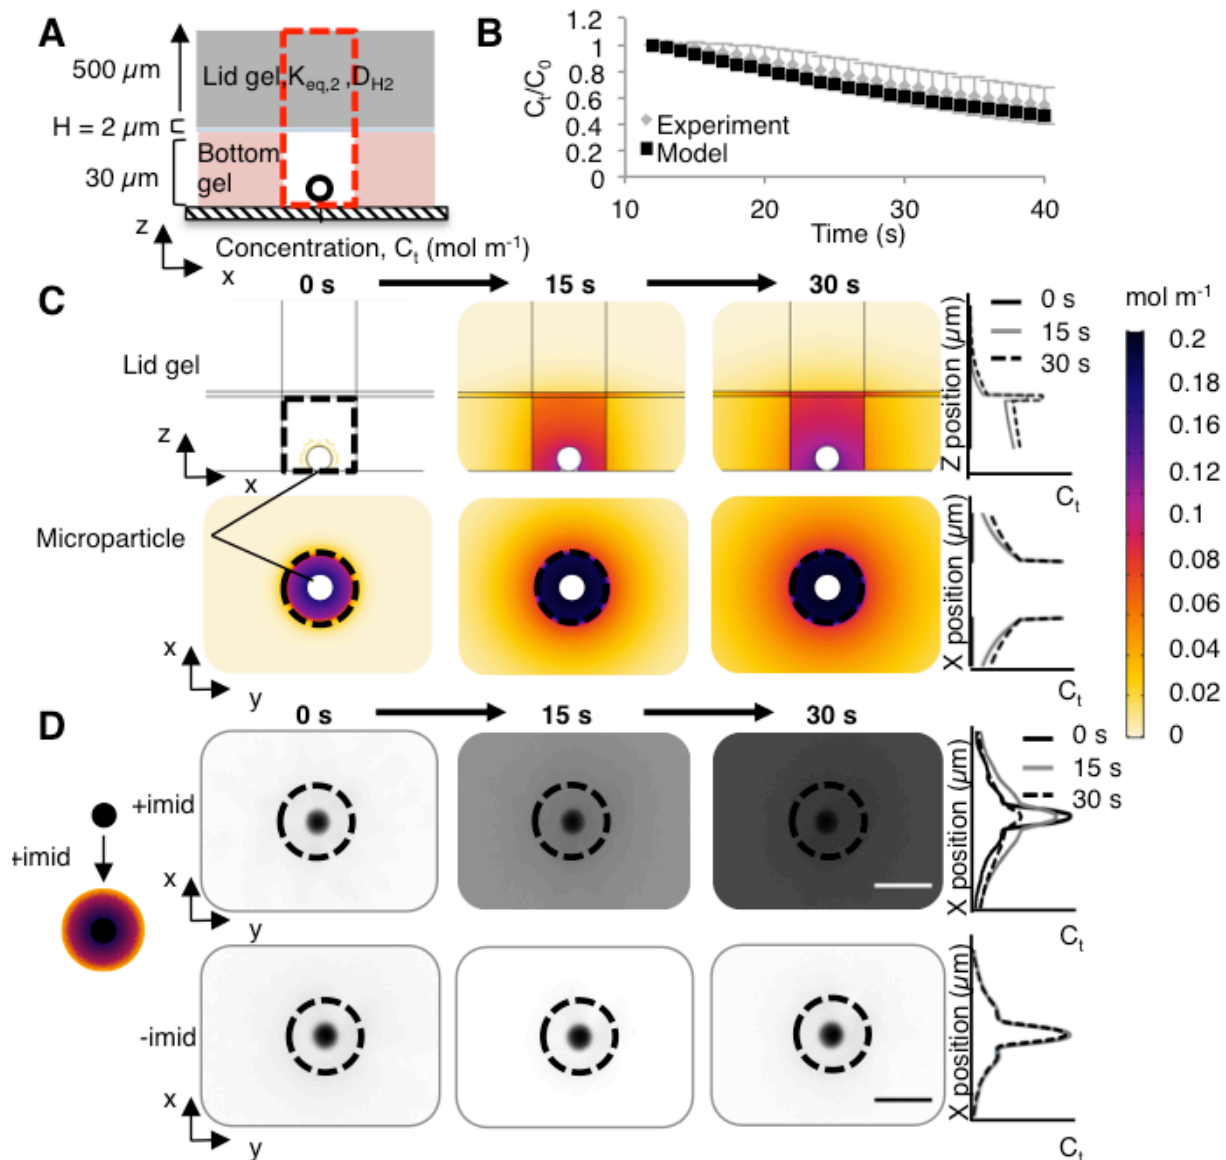 A
500 µm
H = 2 µm
30 µm
Lid gel,K_eq,2 ,D_H2
Bottom
gel
z
x
Concentration, C_t (mol m⁻¹)
B
C_t/C_0
1.2
1
0.8
0.6
0.4
0.2
0
Experiment
Model
10
20
30
40
Time (s)
C
0 s
15 s
30 s
Lid gel
z
x
x
Microparticle
x
y
Z position (µm)
0 s
15 s
30 s
C_t
X position (µm)
X position (µm)
C_t
mol m⁻¹
0.2
0.18
0.16
0.14
0.12
0.1
0.08
0.06
0.04
0.02
0
D
0 s
15 s
30 s
+imid
+imid
x
y
X position (µm)
0 s
15 s
30 s
C_t
-imid
x
y
X position (µm)
C_t